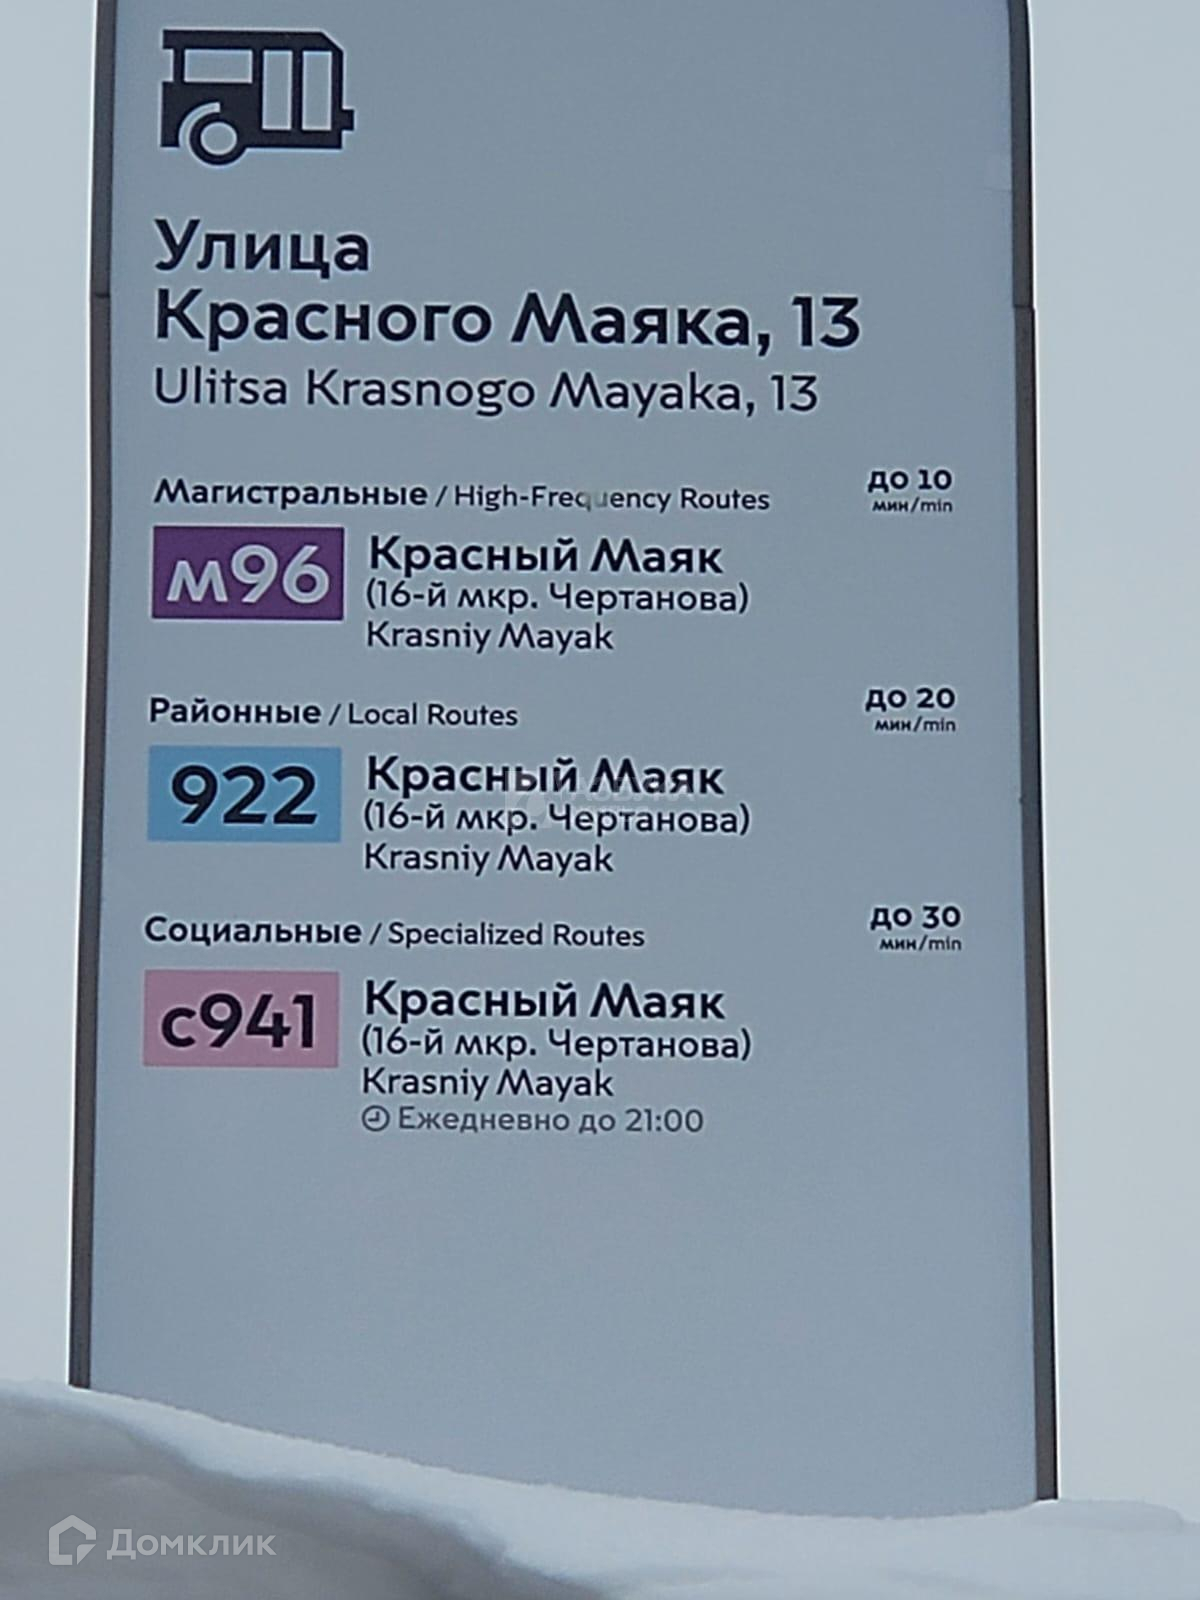 Улица
Красного Маяка, 13
Ulitsa Krasnogo Mayaka, 13
Магистральные / High-Frequency Routes
до 10
мин/min
м96
Красный Маяк
(16-й мкр. Чертанова)
Krasniy Mayak
Районные / Local Routes
до 20
мин/min
922
Красный Маяк
(16-й мкр. Чертанова)
Krasniy Mayak
Социальные / Specialized Routes
до 30
мин/min
с941
Красный Маяк
(16-й мкр. Чертанова)
Krasniy Mayak
Ежедневно до 21:00
Домклик